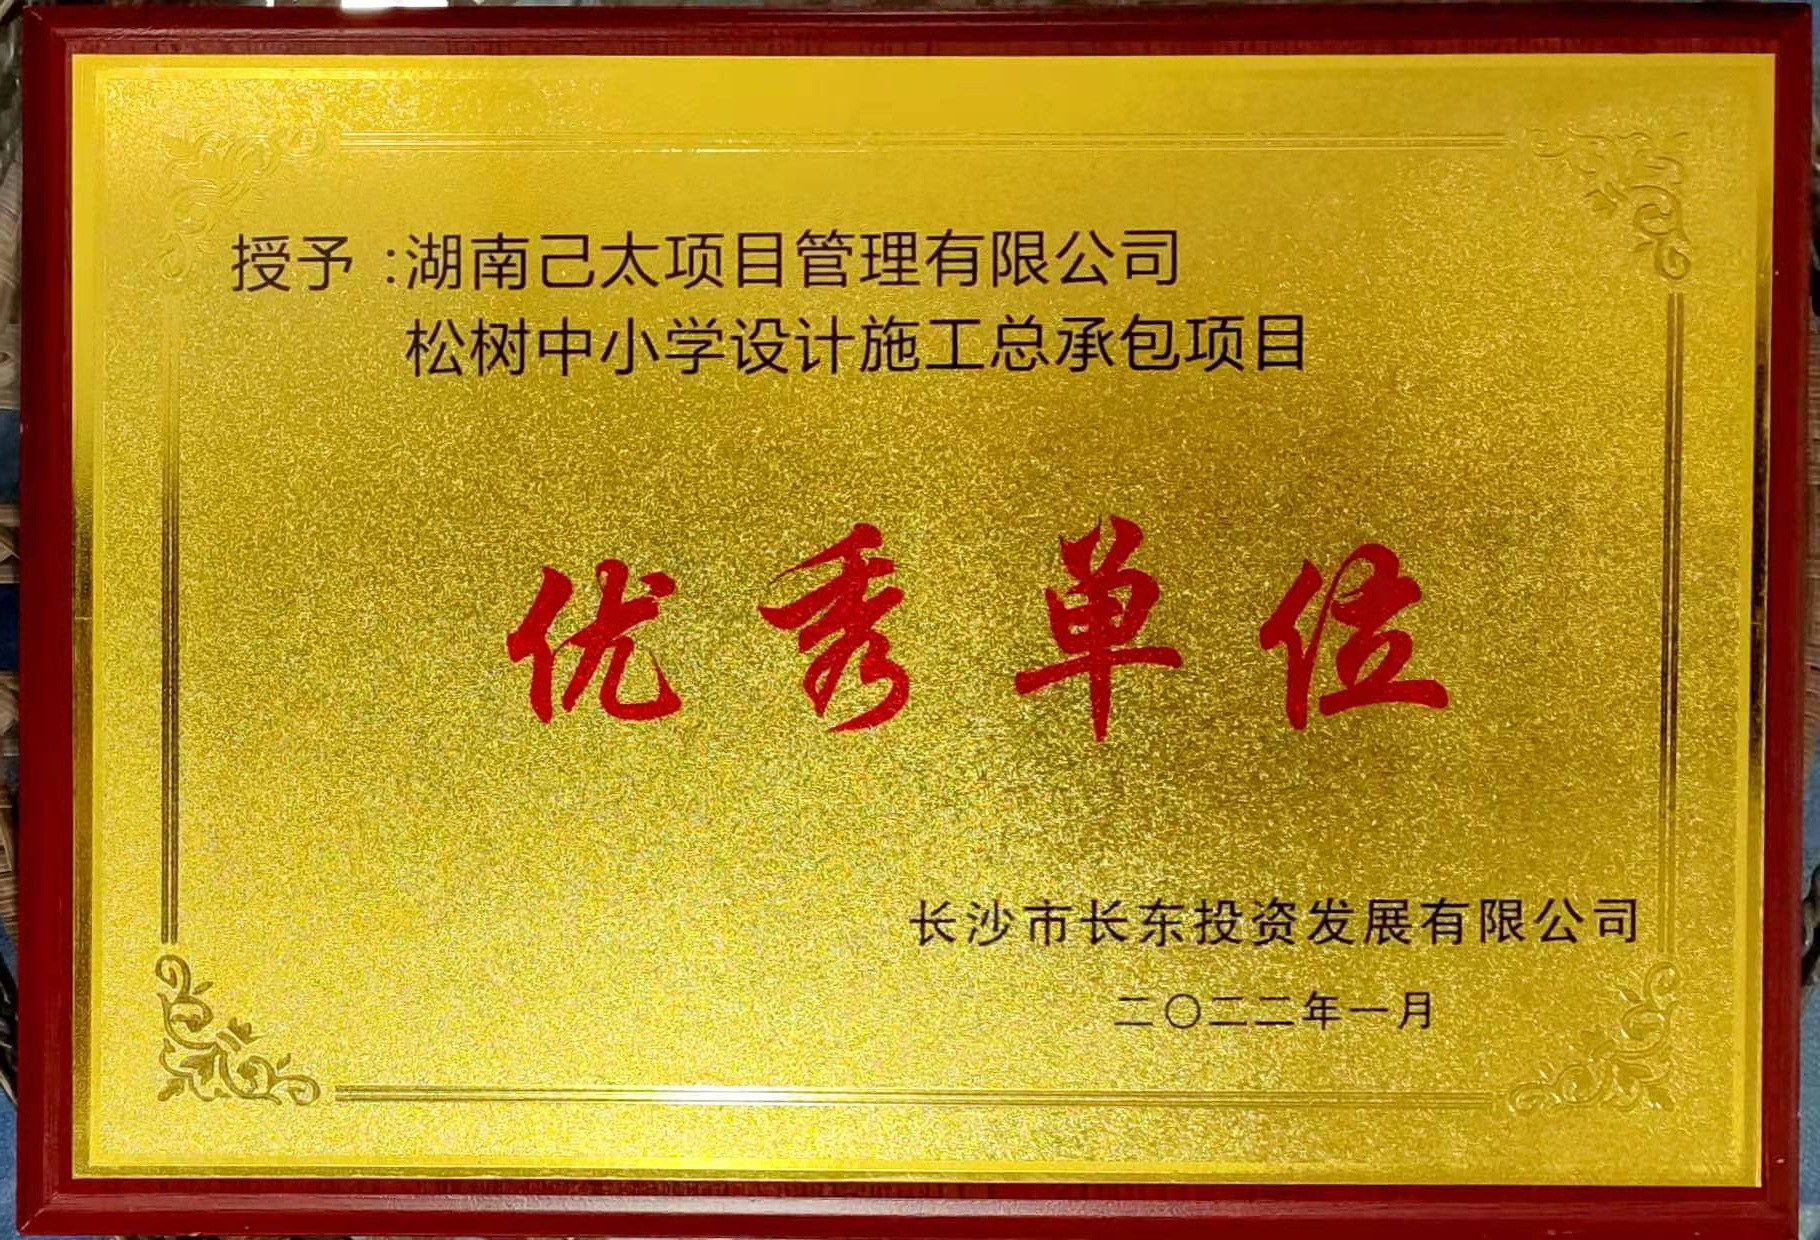 授予：湖南己太项目管理有限公司
松树中小学设计施工总承包项目
优秀单位
长沙市长东投资发展有限公司
二〇二二年一月